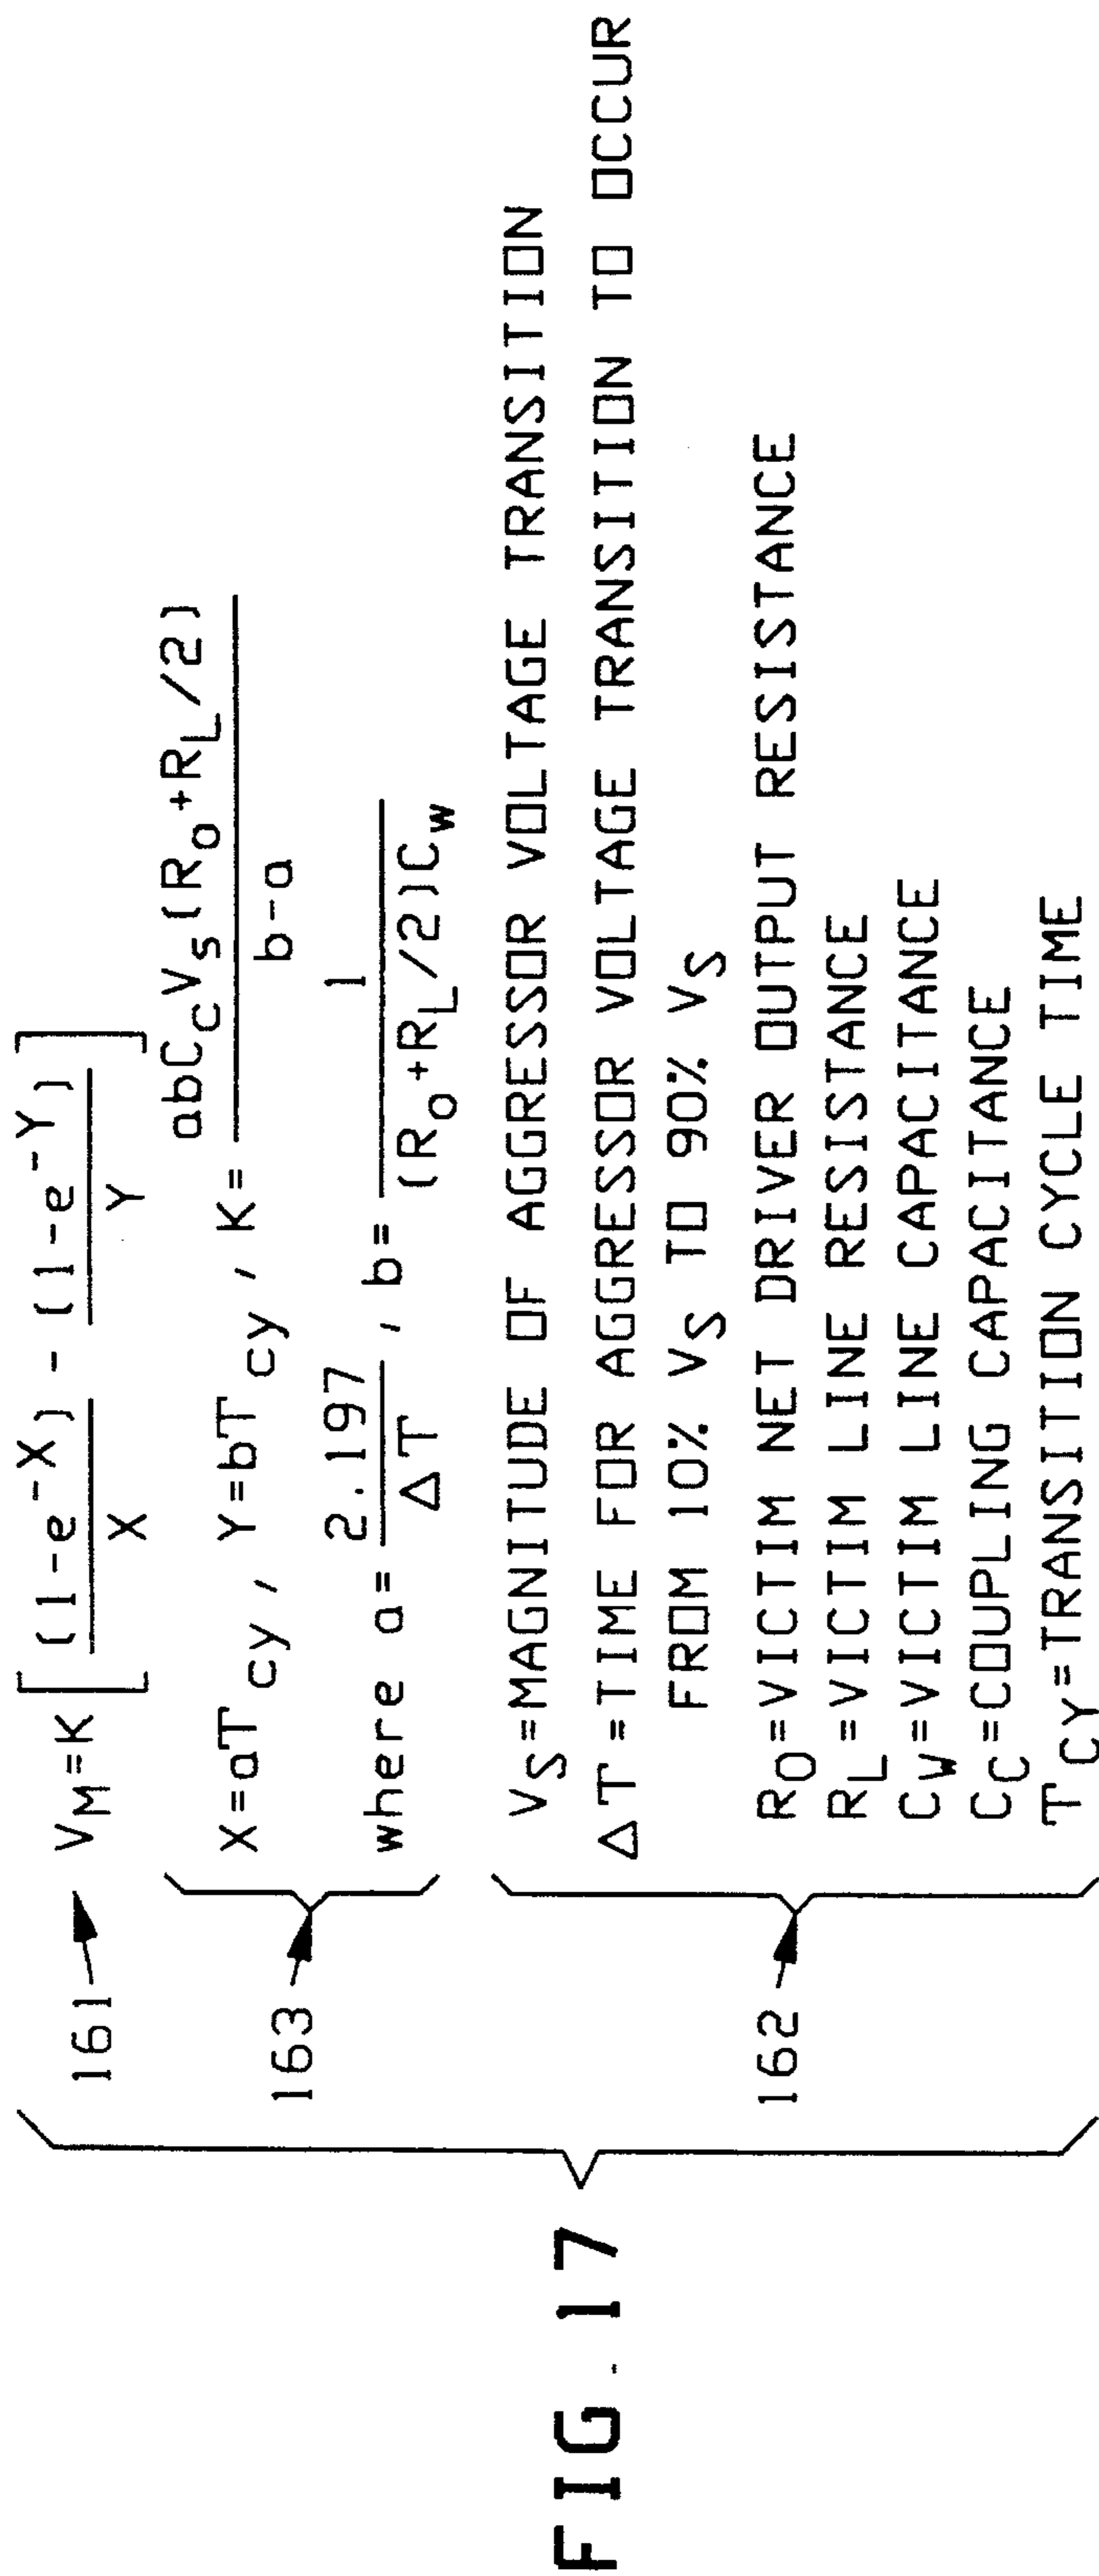 FIG. 17
161
V_M=K[(1-e^-X)/X - (1-e^-Y)/Y]
163
X=aT_cy, Y=bT_cy, K=abC_cV_s(R_o+R_L/2)/b-a
where a=2.197/ΔT, b=1/(R_o+R_L/2)C_w
162
V_S=MAGNITUDE OF AGGRESSOR VOLTAGE TRANSITION
ΔT=TIME FOR AGGRESSOR VOLTAGE TRANSITION TO OCCUR
FROM 10% V_S TO 90% V_S
R_O=VICTIM NET DRIVER OUTPUT RESISTANCE
R_L=VICTIM LINE RESISTANCE
C_W=VICTIM LINE CAPACITANCE
C_C=COUPLING CAPACITANCE
T_CY=TRANSITION CYCLE TIME